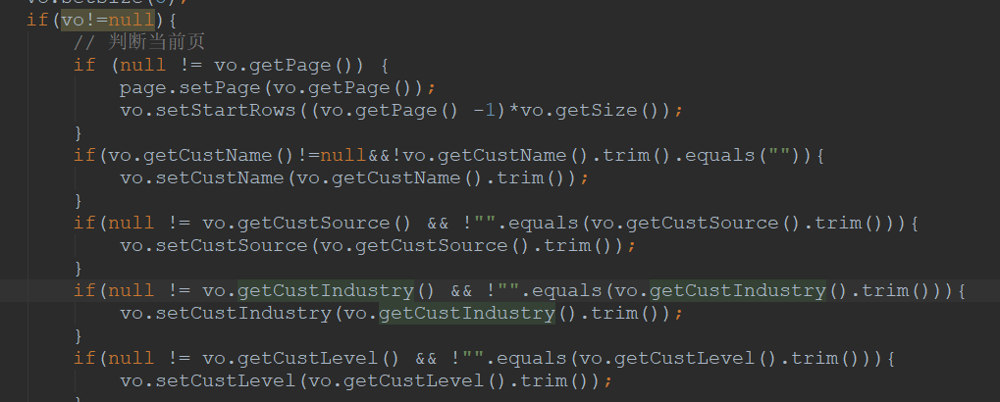 vo.setSize(5);
if(vo!=null){
// 判断当前页
if (null != vo.getPage()) {
page.setPage(vo.getPage());
vo.setStartRows((vo.getPage() -1)*vo.getSize());
}
if(vo.getCustName()!=null&&!vo.getCustName().trim().equals("")){
vo.setCustName(vo.getCustName().trim());
}
if(null != vo.getCustSource() && !"".equals(vo.getCustSource().trim())){
vo.setCustSource(vo.getCustSource().trim());
}
if(null != vo.getCustIndustry() && !"".equals(vo.getCustIndustry().trim())){
vo.setCustIndustry(vo.getCustIndustry().trim());
}
if(null != vo.getCustLevel() && !"".equals(vo.getCustLevel().trim())){
vo.setCustLevel(vo.getCustLevel().trim());
}